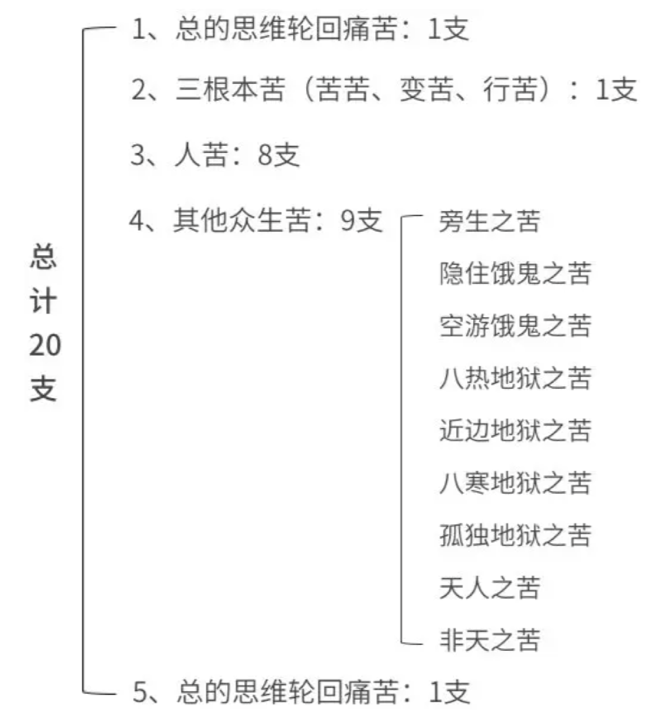 总
计
20
支
1、总的思维轮回痛苦：1支
2、三根本苦（苦苦、变苦、行苦）：1支
3、人苦：8支
4、其他众生苦：9支
旁生之苦
隐住饿鬼之苦
空游饿鬼之苦
八热地狱之苦
近边地狱之苦
八寒地狱之苦
孤独地狱之苦
天人之苦
非天之苦
5、总的思维轮回痛苦：1支